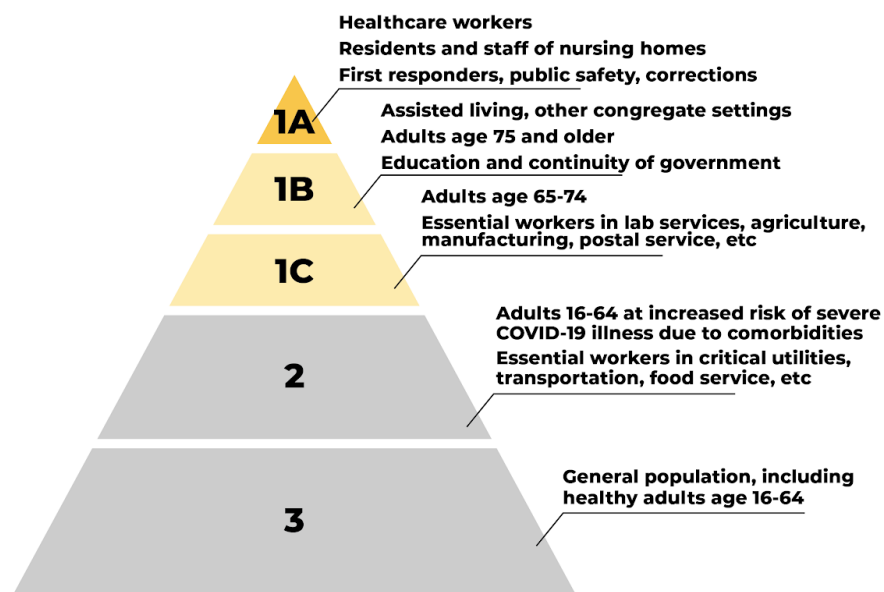 Healthcare workers
Residents and staff of nursing homes
First responders, public safety, corrections
1A
Assisted living, other congregate settings
Adults age 75 and older
Education and continuity of government
1B
Adults age 65-74
Essential workers in lab services, agriculture,
manufacturing, postal service, etc
1C
Adults 16-64 at increased risk of severe
COVID-19 illness due to comorbidities
Essential workers in critical utilities,
transportation, food service, etc
2
General population, including
healthy adults age 16-64
3